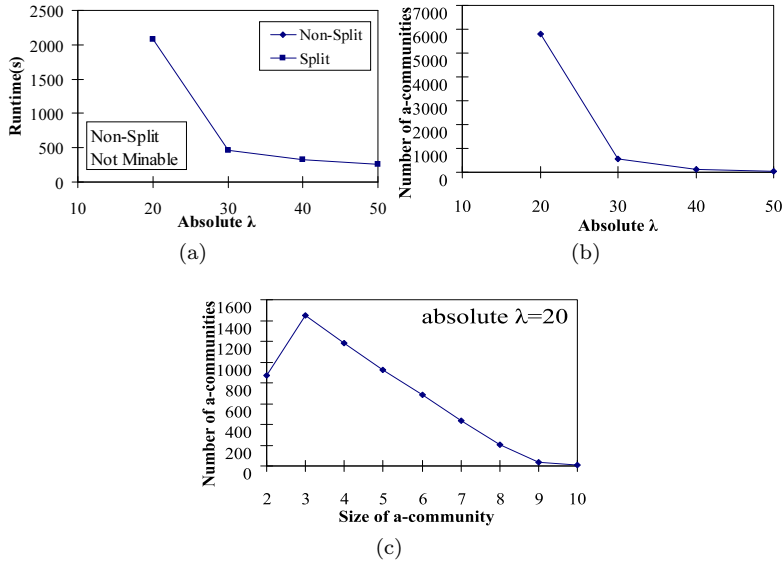 2500
2000
1500
1000
500
0
Runtime(s)
Non-Split
Split
Non-Split
Not Minable
10 20 30 40 50
Absolute λ
(a)
7000
6000
5000
4000
3000
2000
1000
0
Number of a-communities
10 20 30 40 50
Absolute λ
(b)
1600
1400
1200
1000
800
600
400
200
0
Number of a-communities
absolute λ=20
2 3 4 5 6 7 8 9 10
Size of a-community
(c)